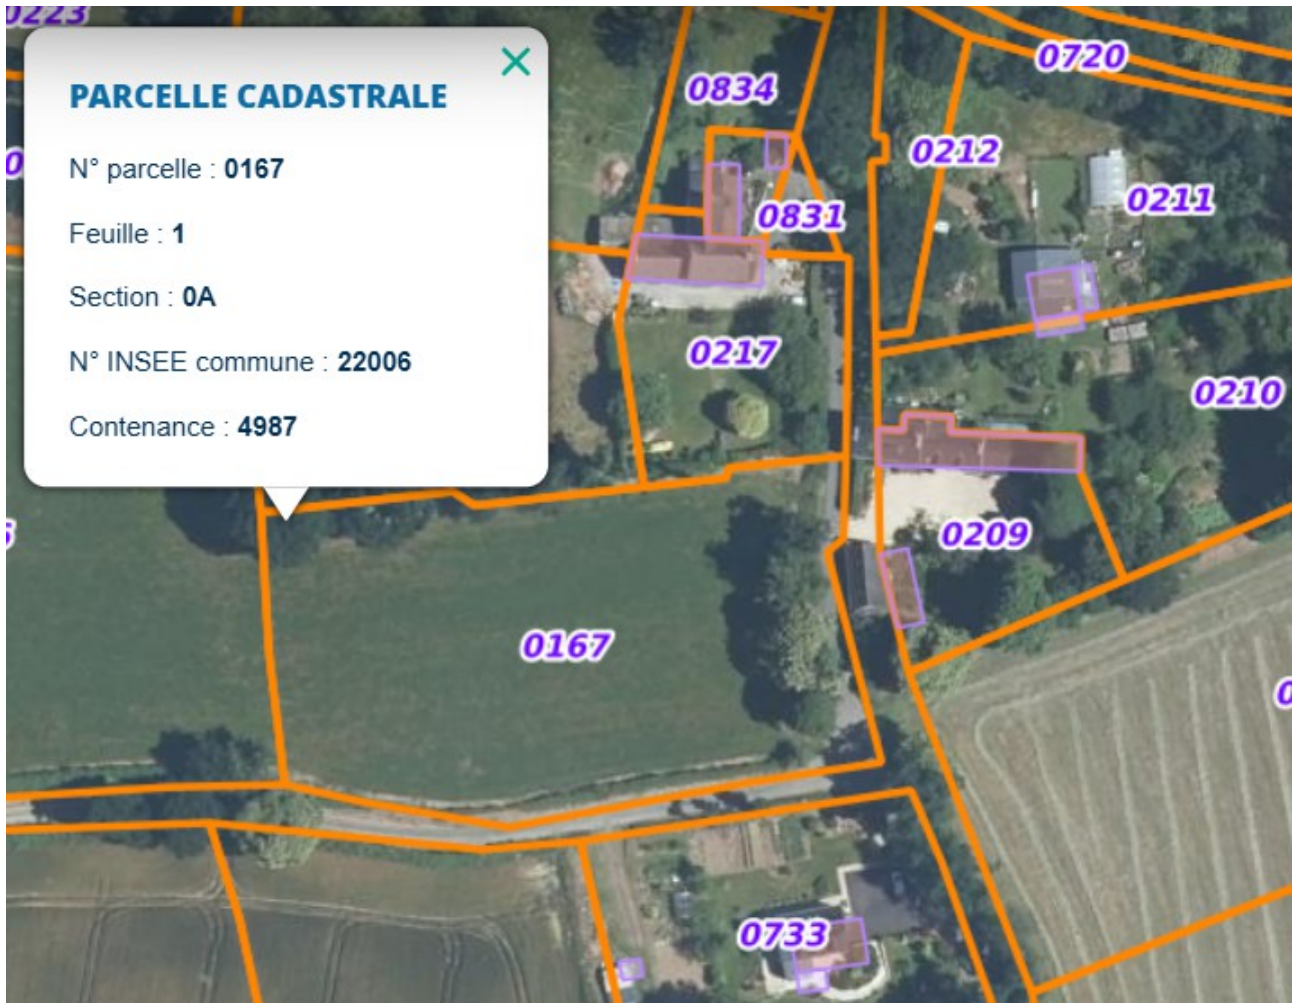 0223
PARCELLE CADASTRALE
N° parcelle : 0167
Feuille : 1
Section : 0A
N° INSEE commune : 22006
Contenance : 4987
0834
0720
0212
0211
0831
0217
0210
0209
0167
0733